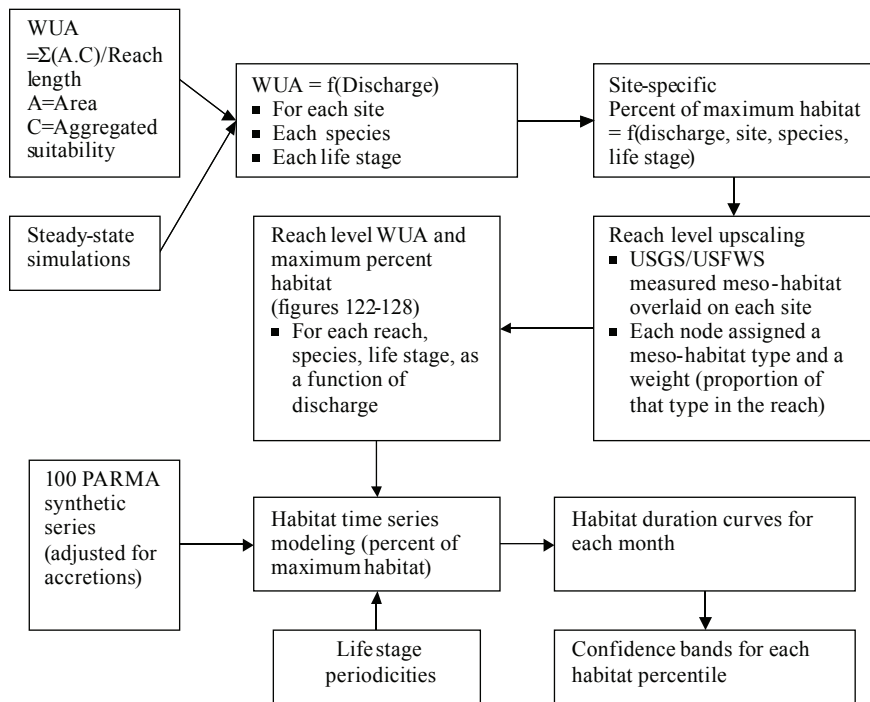 WUA
=Σ(A.C)/Reach
length
A=Area
C=Aggregated
suitability
Steady-state
simulations
WUA = f(Discharge)
▪ For each site
▪ Each species
▪ Each life stage
Site-specific
Percent of maximum habitat
= f(discharge, site, species,
life stage)
Reach level upscaling
▪ USGS/USFWS
measured meso-habitat
overlaid on each site
▪ Each node assigned a
meso-habitat type and a
weight (proportion of
that type in the reach)
Reach level WUA and
maximum percent
habitat
(figures 122-128)
▪ For each reach,
species, life stage, as
a function of
discharge
100 PARMA
synthetic
series
(adjusted for
accretions)
Habitat time series
modeling (percent of
maximum habitat)
Life stage
periodicities
Habitat duration curves for
each month
Confidence bands for each
habitat percentile